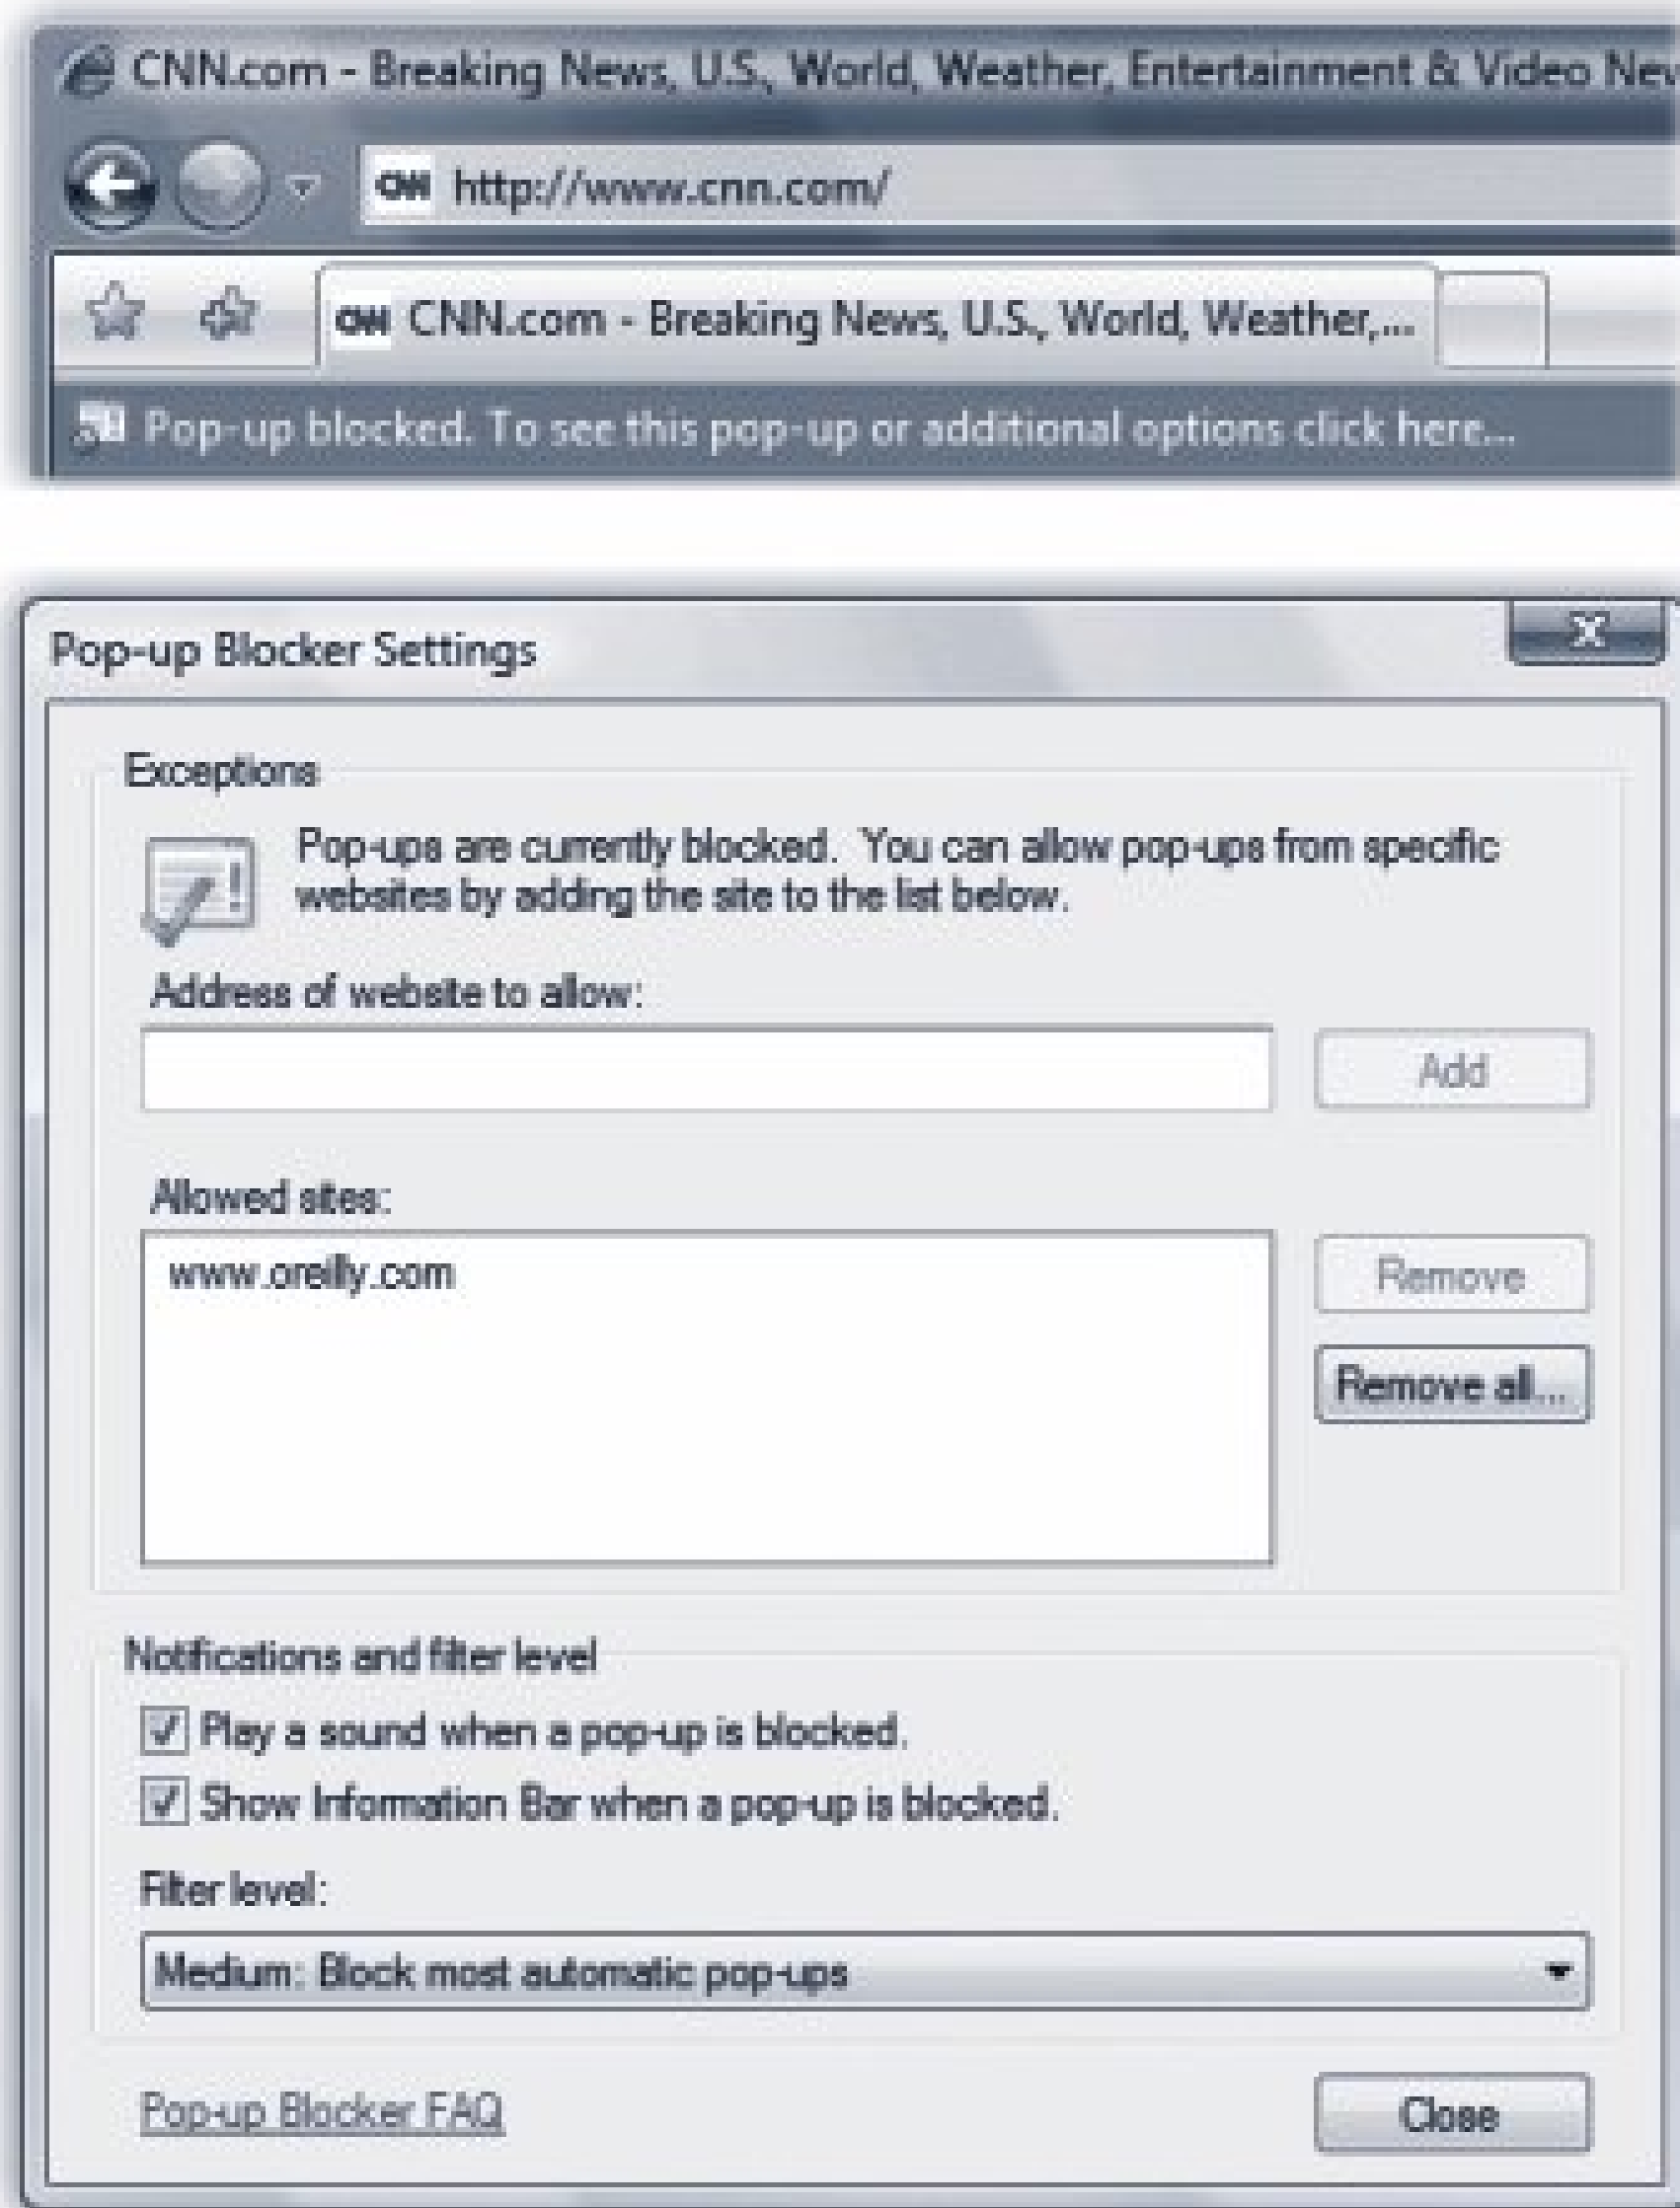 CNN.com - Breaking News, U.S., World, Weather, Entertainment & Video
CNN http://www.cnn.com/
CNN CNN.com - Breaking News, U.S., World, Weather,...
Pop-up blocked. To see this pop-up or additional options click here...
Pop-up Blocker Settings
X
Exceptions
Pop-ups are currently blocked. You can allow pop-ups from specific
websites by adding the site to the list below.
Address of website to allow:
Add
Allowed sites:
www.oreilly.com
Remove
Remove all...
Notifications and filter level
Play a sound when a pop-up is blocked.
Show Information Bar when a pop-up is blocked.
Filter level:
Medium: Block most automatic pop-ups
Pop-up Blocker FAQ
Close